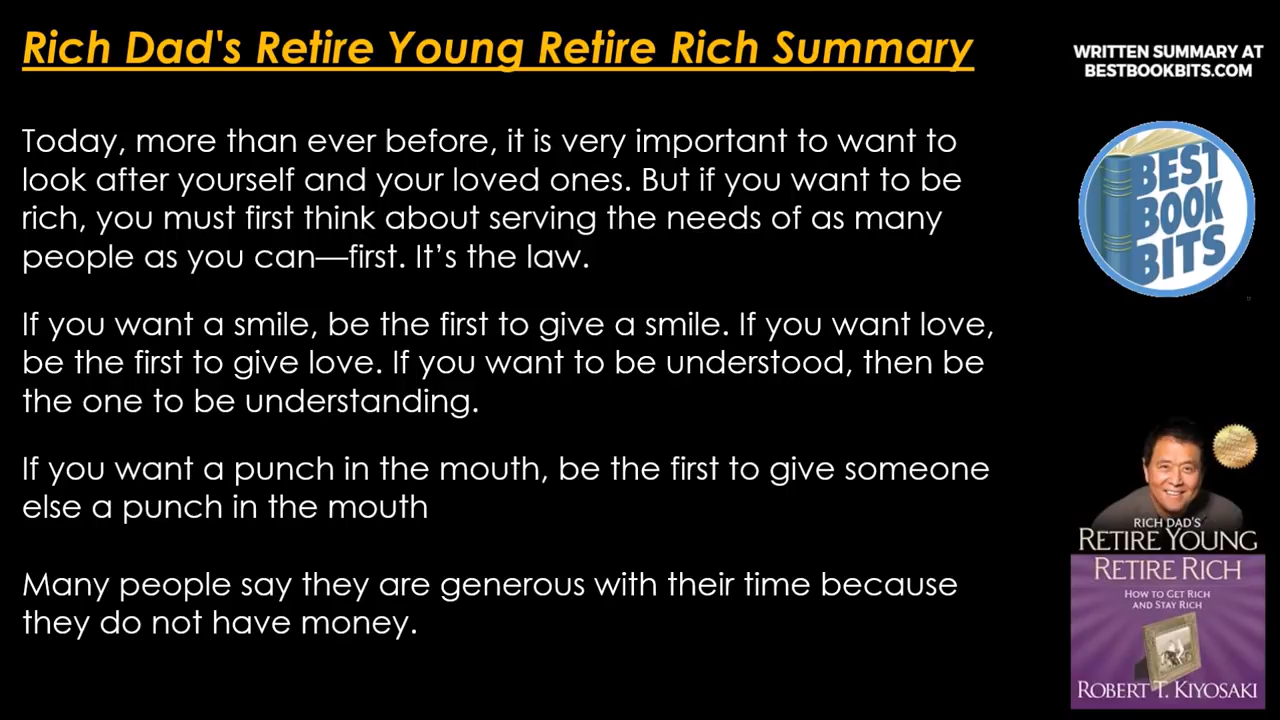 Rich Dad's Retire Young Retire Rich Summary
WRITTEN SUMMARY AT
BESTBOOKBITS.COM
Today, more than ever before, it is very important to want to
look after yourself and your loved ones. But if you want to be
rich, you must first think about serving the needs of as many
people as you can—first. It’s the law.
If you want a smile, be the first to give a smile. If you want love,
be the first to give love. If you want to be understood, then be
the one to be understanding.
If you want a punch in the mouth, be the first to give someone
else a punch in the mouth
Many people say they are generous with their time because
they do not have money.
BEST
BOOK
BITS
RICH DAD'S
RETIRE YOUNG
RETIRE RICH
HOW TO GET RICH
AND STAY RICH
ROBERT T. KIYOSAKI